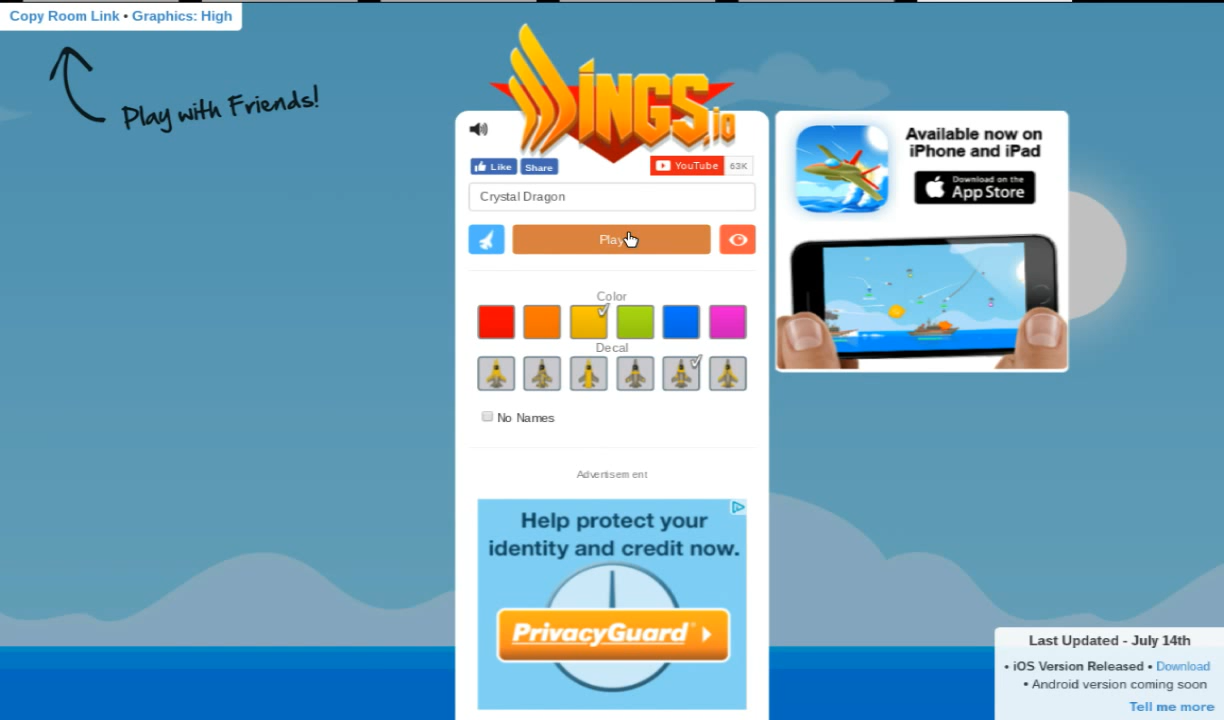 Copy Room Link • Graphics: High
Play with Friends!
WINGS.io
Like
Share
YouTube
63K
Crystal Dragon
Play
Color
Decal
No Names
Advertisement
Help protect your
identity and credit now.
PrivacyGuard®
Available now on
iPhone and iPad
Download on the
App Store
Last Updated - July 14th
• iOS Version Released • Download
• Android version coming soon
Tell me more